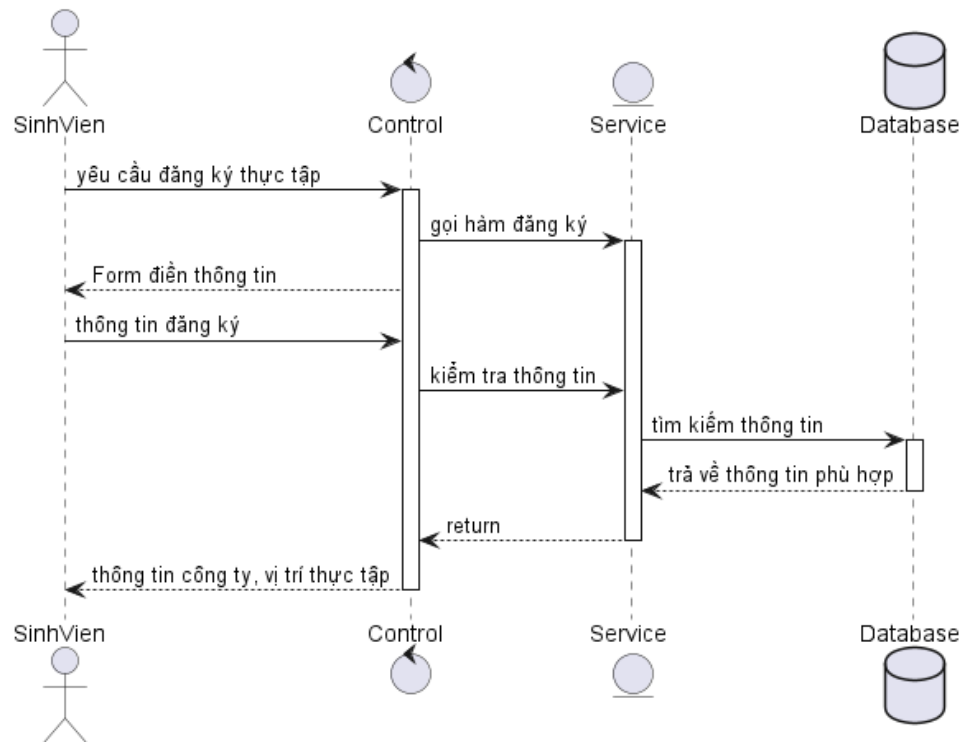 SinhVien
Control
Service
Database
yêu cầu đăng ký thực tập
gọi hàm đăng ký
Form điền thông tin
thông tin đăng ký
kiểm tra thông tin
tìm kiếm thông tin
trả về thông tin phù hợp
return
thông tin công ty, vị trí thực tập
SinhVien
Control
Service
Database